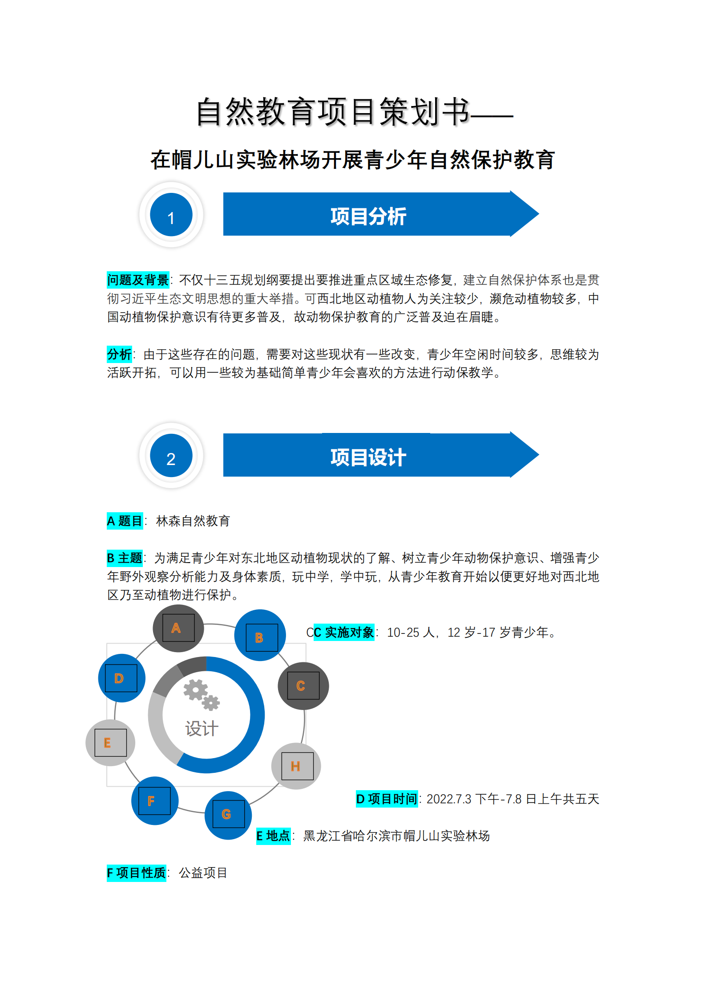 自然教育项目策划书——
在帽儿山实验林场开展青少年自然保护教育
1
项目分析
问题及背景：不仅十三五规划纲要提出要推进重点区域生态修复，建立自然保护体系也是贯
彻习近平生态文明思想的重大举措。可西北地区动植物人为关注较少，濒危动植物较多，中
国动植物保护意识有待更多普及，故动物保护教育的广泛普及迫在眉睫。
分析：由于这些存在的问题，需要对这些现状有一些改变，青少年空闲时间较多，思维较为
活跃开拓，可以用一些较为基础简单青少年会喜欢的方法进行动保教学。
2
项目设计
A 题目：林森自然教育
B 主题：为满足青少年对东北地区动植物现状的了解、树立青少年动物保护意识、增强青少
年野外观察分析能力及身体素质，玩中学，学中玩，从青少年教育开始以便更好地对西北地
区乃至动植物进行保护。
A
B
CC 实施对象：10-25 人，12 岁-17 岁青少年。
D
C
设计
E
H
F
G
D 项目时间：2022.7.3 下午-7.8 日上午共五天
E 地点：黑龙江省哈尔滨市帽儿山实验林场
F 项目性质：公益项目